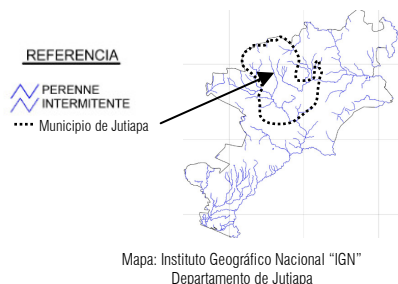 REFERENCIA
PERENNE
INTERMITENTE
Municipio de Jutiapa
Mapa: Instituto Geográfico Nacional “IGN”
Departamento de Jutiapa